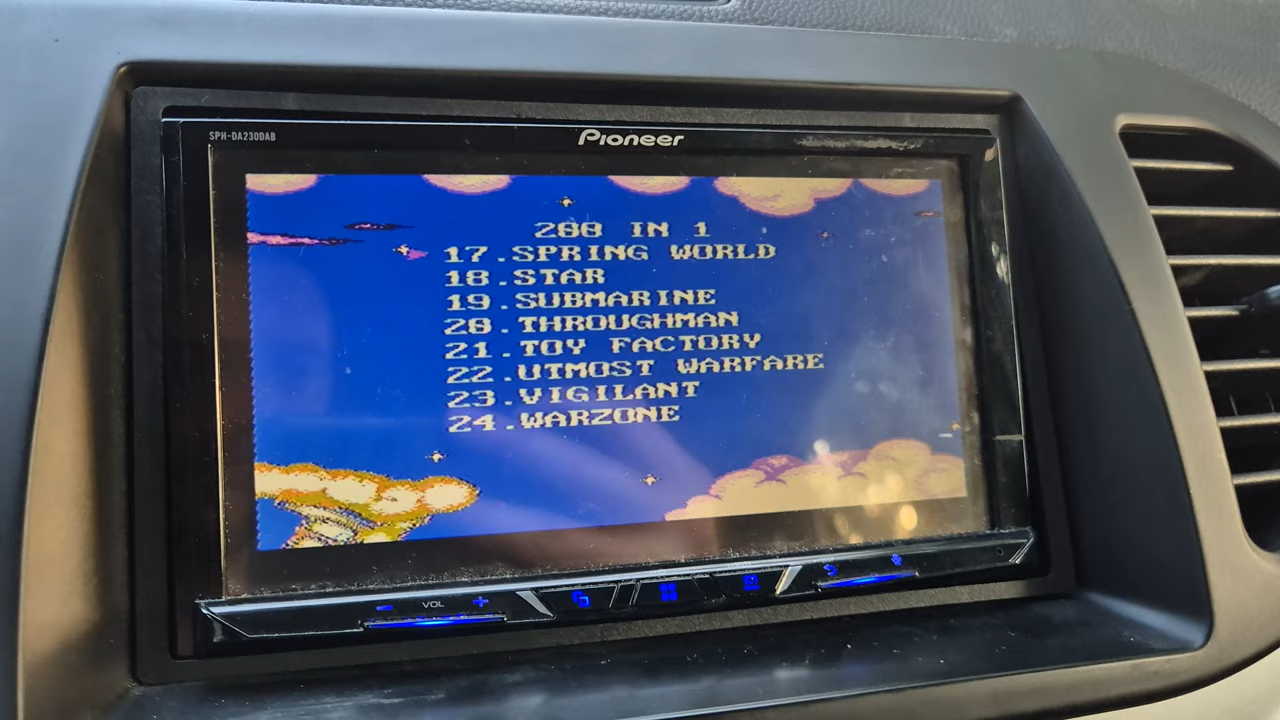 SPH-DA230DAB
Pioneer
200 IN 1
17.SPRING WORLD
18.STAR
19.SUBMARINE
20.THROUGHMAN
21.TOY FACTORY
22.UTMOST WARFARE
23.VIGILANT
24.WARZONE
- VOL +